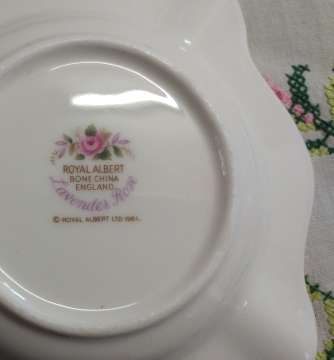 ROYAL ALBERT
BONE CHINA
ENGLAND
Lavender Rose
© ROYAL ALBERT LTD 1961.